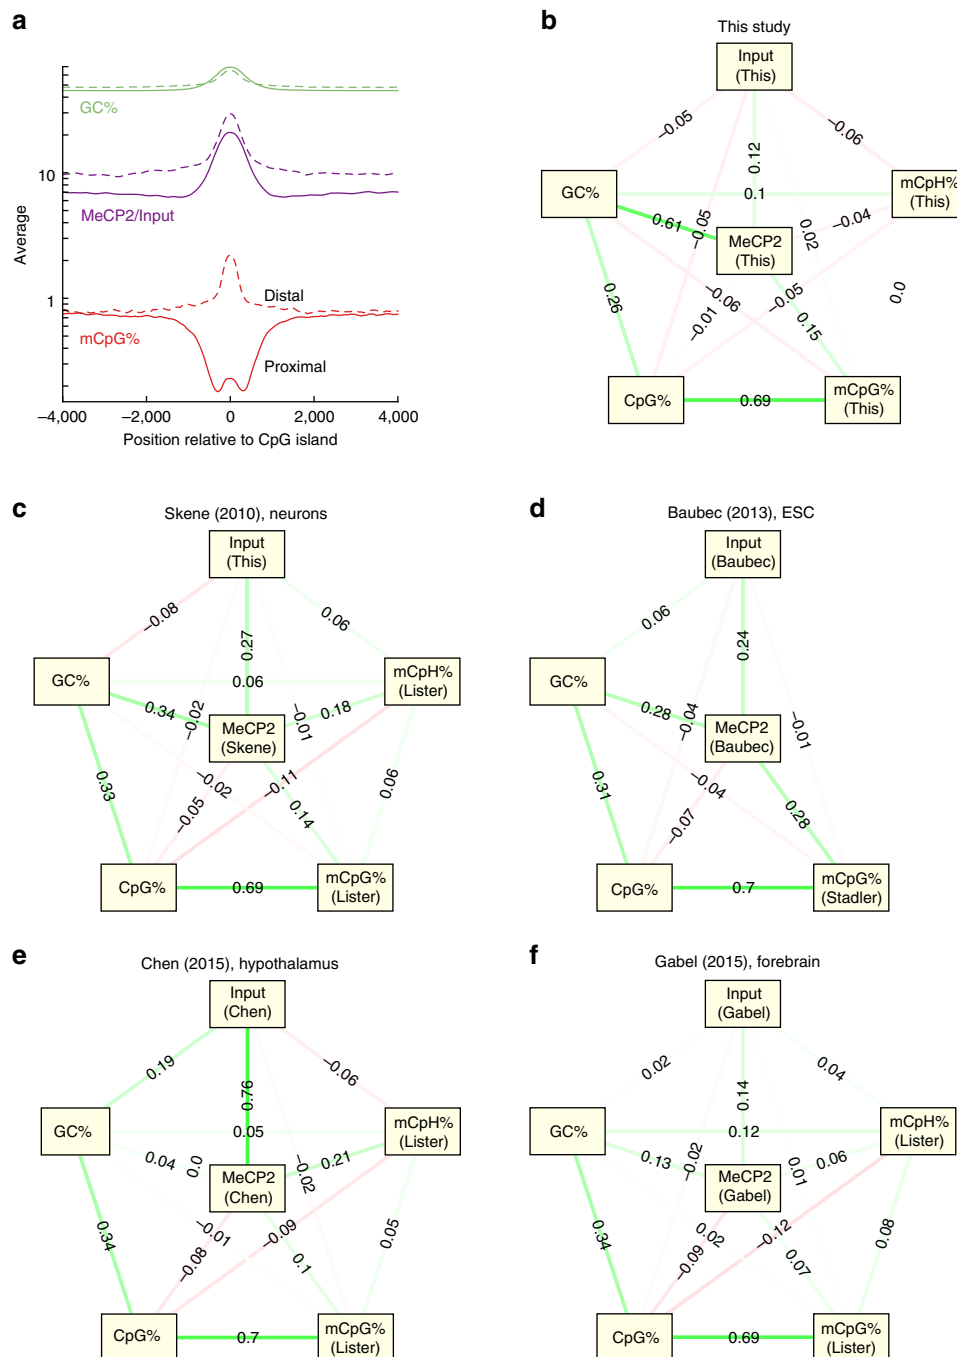 a
GC%
10
MeCP2/Input
Average
1
Distal
mCpG%
Proximal
−4,000 −2,000 0 2,000 4,000
Position relative to CpG island
b
This study
Input
(This)
−0.05
−0.06
0.12
GC%
0.1
mCpH%
(This)
0.61
−0.05
MeCP2
(This)
0.02
−0.04
0.26
−0.06
−0.01
−0.05
0.15
0.0
CpG%
0.69
mCpG%
(This)
c
Skene (2010), neurons
Input
(This)
−0.08
0.27
0.06
GC%
0.06
mCpH%
(Lister)
0.34
−0.02
MeCP2
(Skene)
−0.01
0.18
0.33
−0.02
−0.05
−0.11
0.14
0.06
CpG%
0.69
mCpG%
(Lister)
d
Baubec (2013), ESC
Input
(Baubec)
0.06
0.24
GC%
0.28
−0.04
MeCP2
(Baubec)
−0.01
0.31
−0.04
−0.07
0.28
CpG%
0.7
mCpG%
(Stadler)
e
Chen (2015), hypothalamus
Input
(Chen)
0.19
0.76
−0.06
GC%
0.05
mCpH%
(Lister)
0.04
0.0
MeCP2
(Chen)
−0.02
0.21
0.34
−0.01
−0.08
−0.09
0.1
0.05
CpG%
0.7
mCpG%
(Lister)
f
Gabel (2015), forebrain
Input
(Gabel)
0.02
0.14
0.04
GC%
0.12
mCpH%
(Lister)
0.13
−0.02
MeCP2
(Gabel)
0.01
0.06
0.34
0.02
−0.09
−0.12
0.07
0.08
CpG%
0.69
mCpG%
(Lister)